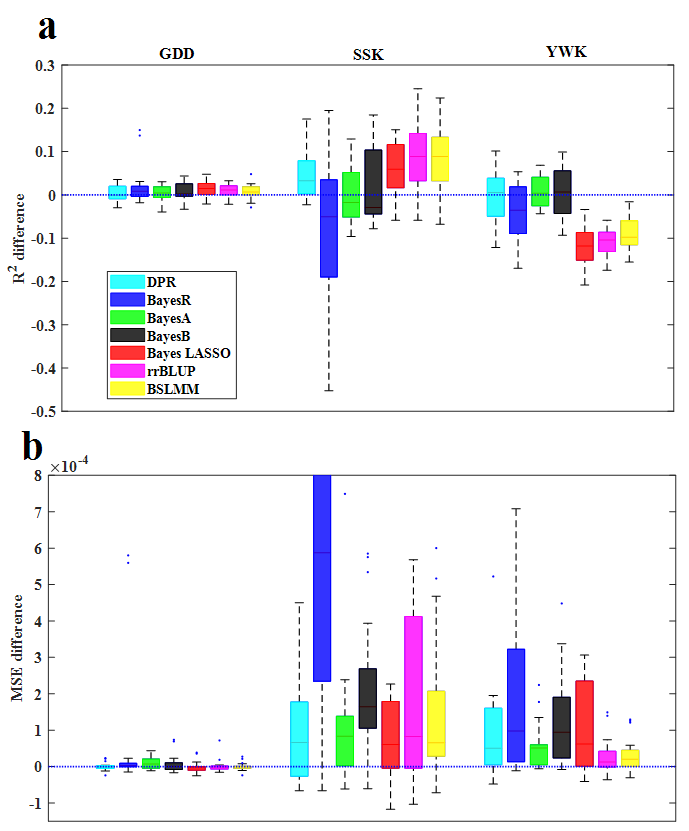 a
GDD SSK YWK
0.3
0.2
0.1
0
-0.1
-0.2
-0.3
-0.4
-0.5
R2 difference
DPR
BayesR
BayesA
BayesB
Bayes LASSO
rrBLUP
BSLMM
b
×10-4
8
7
6
5
4
3
2
1
0
-1
MSE difference